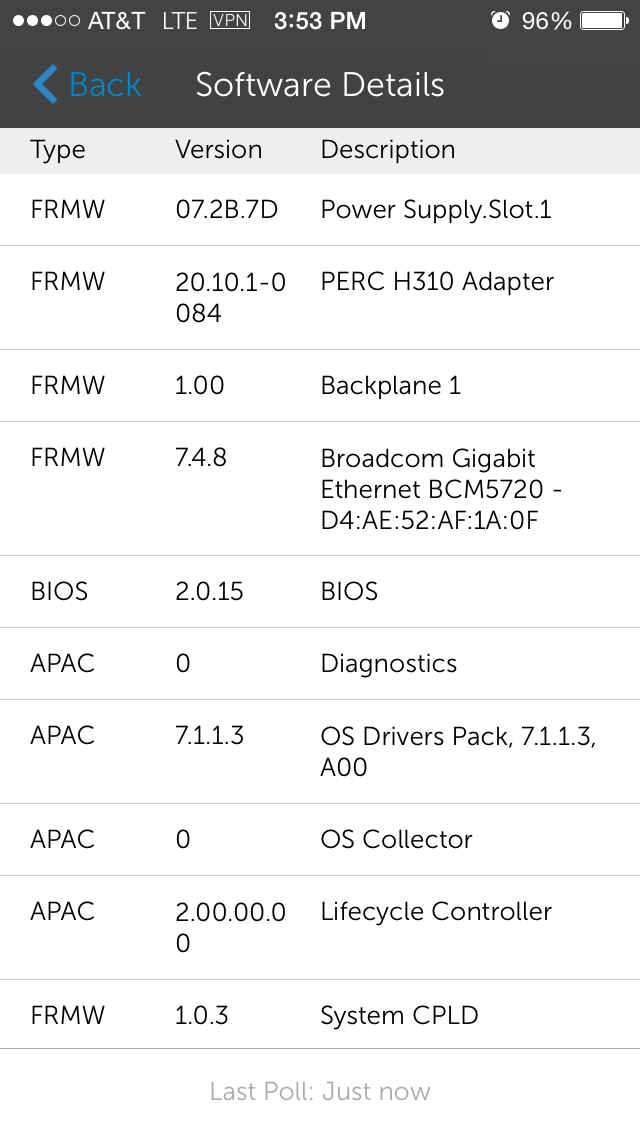 AT&T LTE VPN 3:53 PM 96%
Back Software Details
Type Version Description
FRMW 07.2B.7D Power Supply.Slot.1
FRMW 20.10.1-0 PERC H310 Adapter
084
FRMW 1.00 Backplane 1
FRMW 7.4.8 Broadcom Gigabit
Ethernet BCM5720 -
D4:AE:52:AF:1A:0F
BIOS 2.0.15 BIOS
APAC 0 Diagnostics
APAC 7.1.1.3 OS Drivers Pack, 7.1.1.3,
A00
APAC 0 OS Collector
APAC 2.00.00.0 Lifecycle Controller
0
FRMW 1.0.3 System CPLD
Last Poll: Just now